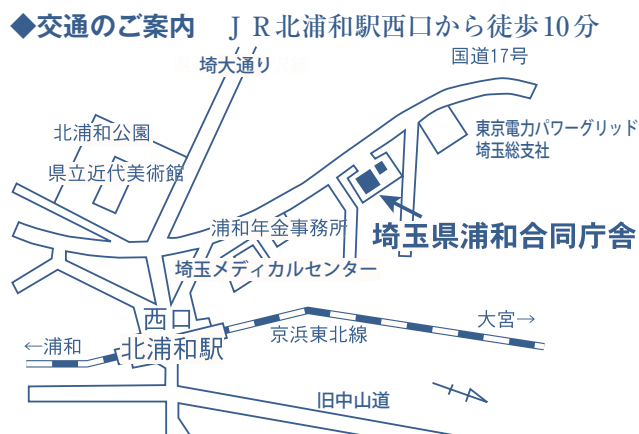 ◆交通のご案内　ＪＲ北浦和駅西口から徒歩10分
国道17号
埼大通り
北浦和公園
東京電力パワーグリッド
埼玉総支社
県立近代美術館
浦和年金事務所
埼玉県浦和合同庁舎
埼玉メディカルセンター
西口
大宮→
京浜東北線
←浦和
北浦和駅
旧中山道